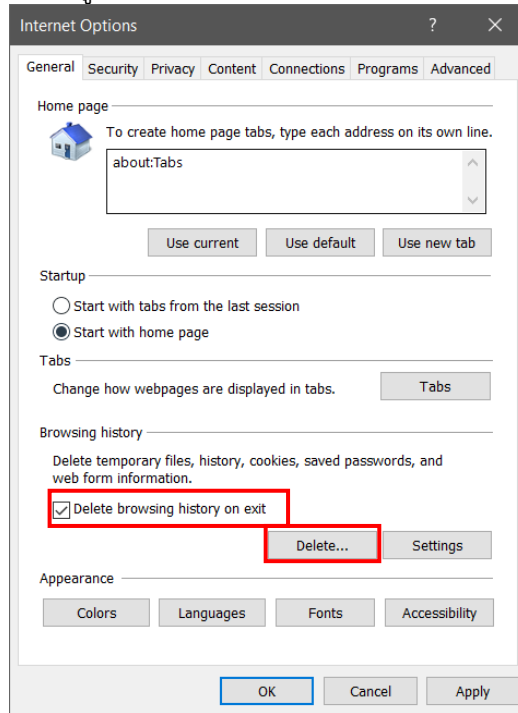 Internet Options ? ×
General Security Privacy Content Connections Programs Advanced
Home page
To create home page tabs, type each address on its own line.
about:Tabs
Use current Use default Use new tab
Startup
Start with tabs from the last session
Start with home page
Tabs
Change how webpages are displayed in tabs. Tabs
Browsing history
Delete temporary files, history, cookies, saved passwords, and
web form information.
Delete browsing history on exit
Delete... Settings
Appearance
Colors Languages Fonts Accessibility
OK Cancel Apply